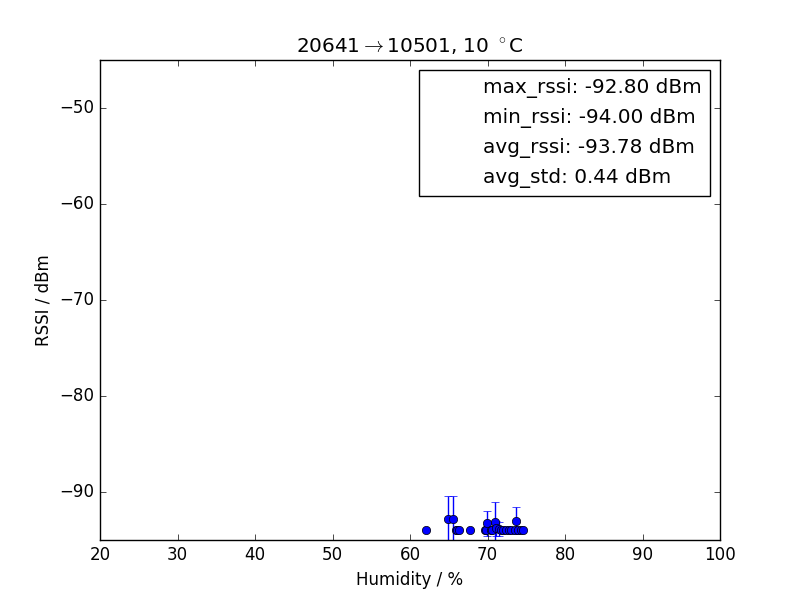 20641→10501, 10 °C
max_rssi: -92.80 dBm
min_rssi: -94.00 dBm
avg_rssi: -93.78 dBm
avg_std: 0.44 dBm
−50
−60
−70
−80
−90
RSSI / dBm
20 30 40 50 60 70 80 90 100
Humidity / %